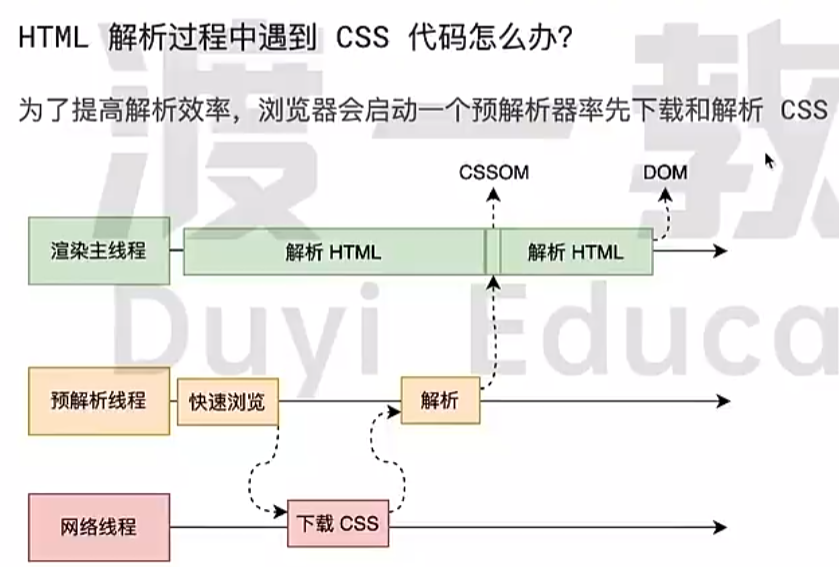 HTML 解析过程中遇到 CSS 代码怎么办?
为了提高解析效率，浏览器会启动一个预解析器率先下载和解析 CSS
CSSOM
DOM
渲染主线程
解析 HTML
解析 HTML
预解析线程
快速浏览
解析
网络线程
下载 CSS
渡一教
Duyi Educa